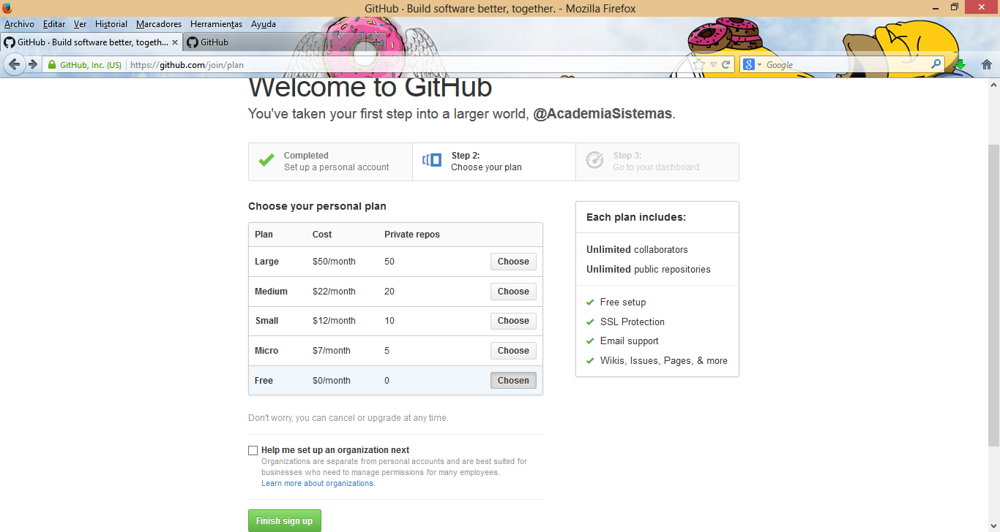 GitHub · Build software better, together. - Mozilla Firefox
Archivo Editar Ver Historial Marcadores Herramientas Ayuda
GitHub · Build software better, togeth... GitHub
GitHub, Inc. (US) https://github.com/join/plan Google
Welcome to GitHub
You've taken your first step into a larger world, @AcademiaSistemas.
Completed
Set up a personal account
Step 2:
Choose your plan
Step 3:
Go to your dashboard
Choose your personal plan
Plan Cost Private repos
Large $50/month 50 Choose
Medium $22/month 20 Choose
Small $12/month 10 Choose
Micro $7/month 5 Choose
Free $0/month 0 Chosen
Don't worry, you can cancel or upgrade at any time.
Help me set up an organization next
Organizations are separate from personal accounts and are best suited for
businesses who need to manage permissions for many employees.
Learn more about organizations.
Finish sign up
Each plan includes:
Unlimited collaborators
Unlimited public repositories
Free setup
SSL Protection
Email support
Wikis, Issues, Pages, & more